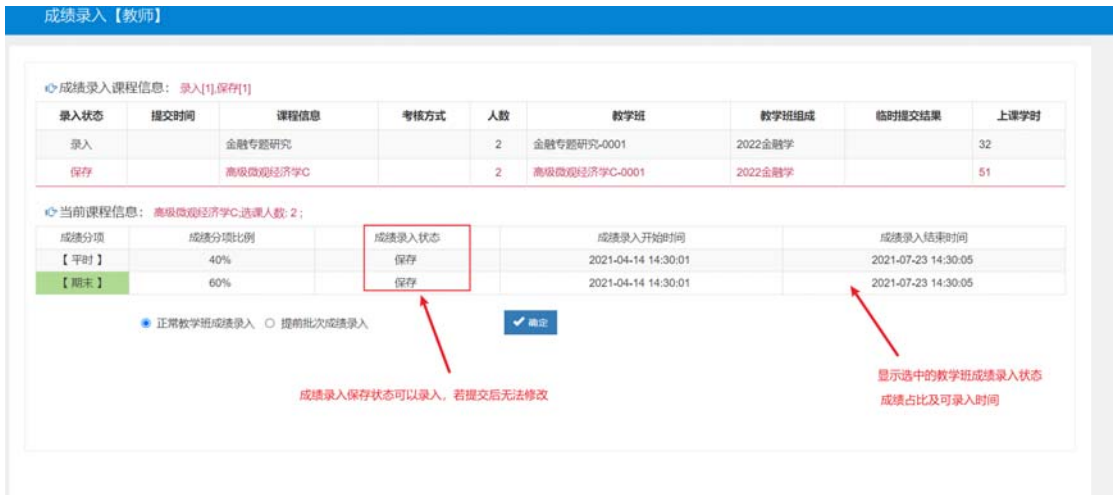 成绩录入【教师】
成绩录入课程信息： 录入[1],保存[1]
录入状态 提交时间 课程信息 考核方式 人数 教学班 教学班组成 临时提交结果 上课学时
录入 金融专题研究 2 金融专题研究-0001 2022金融学 32
保存 高级微观经济学C 2 高级微观经济学C-0001 2022金融学 51
当前课程信息： 高级微观经济学C;选课人数: 2 ;
成绩分项 成绩分项比例 成绩录入状态 成绩录入开始时间 成绩录入结束时间
【 平时 】 40% 保存 2021-04-14 14:30:01 2021-07-23 14:30:05
【 期末 】 60% 保存 2021-04-14 14:30:01 2021-07-23 14:30:05
正常教学班成绩录入 提前批次成绩录入 确定
显示选中的教学班成绩录入状态
成绩录入保存状态可以录入，若提交后无法修改
成绩占比及可录入时间